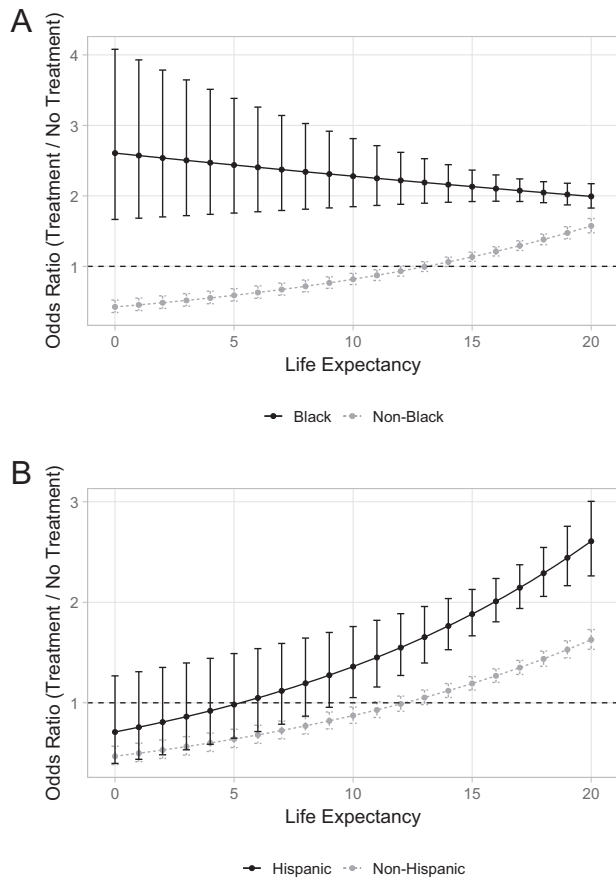 A
Odds Ratio (Treatment / No Treatment)
4
3
2
1
0 5 10 15 20
Life Expectancy
Black Non-Black
B
Odds Ratio (Treatment / No Treatment)
3
2
1
0 5 10 15 20
Life Expectancy
Hispanic Non-Hispanic